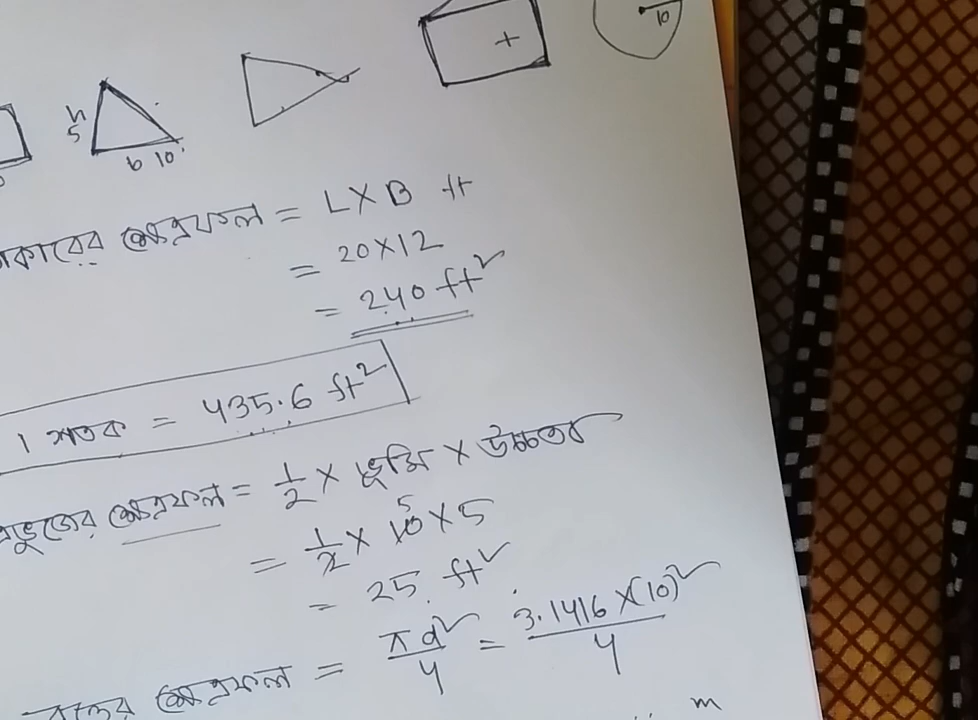 10
h
5
b 10
কারের ক্ষেত্রফল = L × B ft
= 20 × 12
= 240 ft²
1 শতক = 435.6 ft²
ভুজের ক্ষেত্রফল = 1/2 × ভূমি × উচ্চতা
= 1/2 × 10 5 × 5
= 25 ft²
ক্ষেত্রফল = πd²/4 = 3.1416 × (10)²/4
m